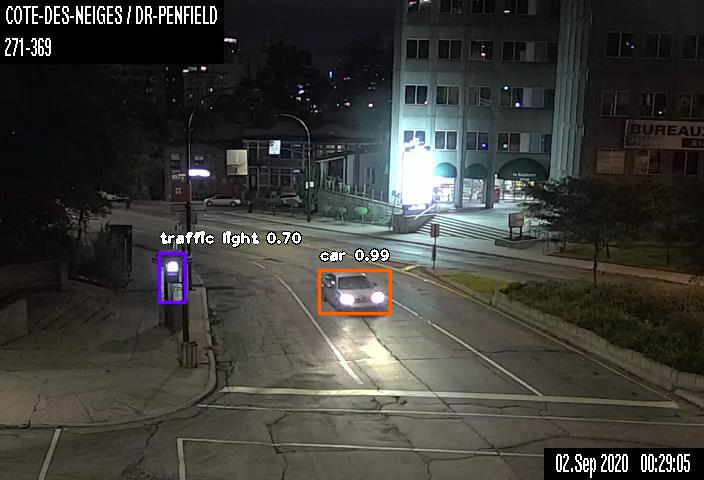 COTE-DES-NEIGES / DR-PENFIELD
271-369
BUREAUX
traffic light 0.70
car 0.99
02.Sep 2020 00:29:05